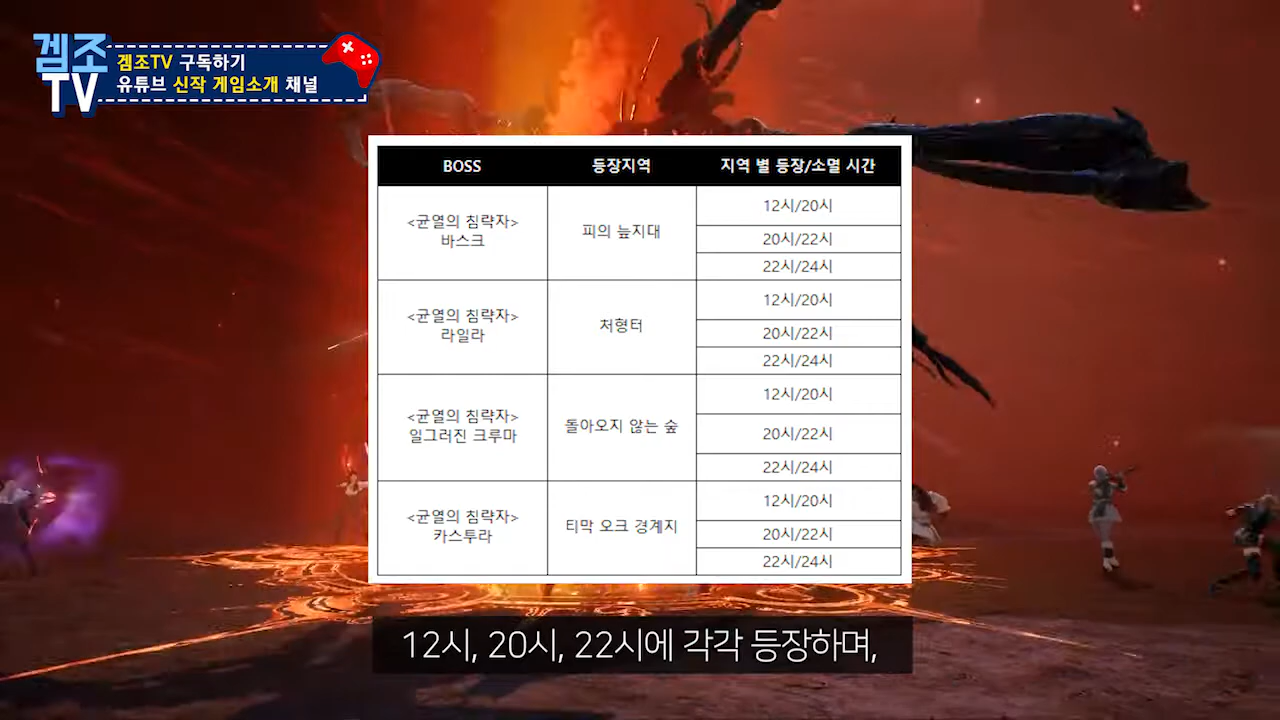 겜조
TV
겜조TV 구독하기
유튜브 신작 게임소개 채널
BOSS 등장지역 지역 별 등장/소멸 시간
<균열의 침략자>
바스크
피의 늪지대
12시/20시
20시/22시
22시/24시
<균열의 침략자>
라일라
처형터
12시/20시
20시/22시
22시/24시
<균열의 침략자>
일그러진 크루마
돌아오지 않는 숲
12시/20시
20시/22시
22시/24시
<균열의 침략자>
카스투라
티막 오크 경계지
12시/20시
20시/22시
22시/24시
12시, 20시, 22시에 각각 등장하며,